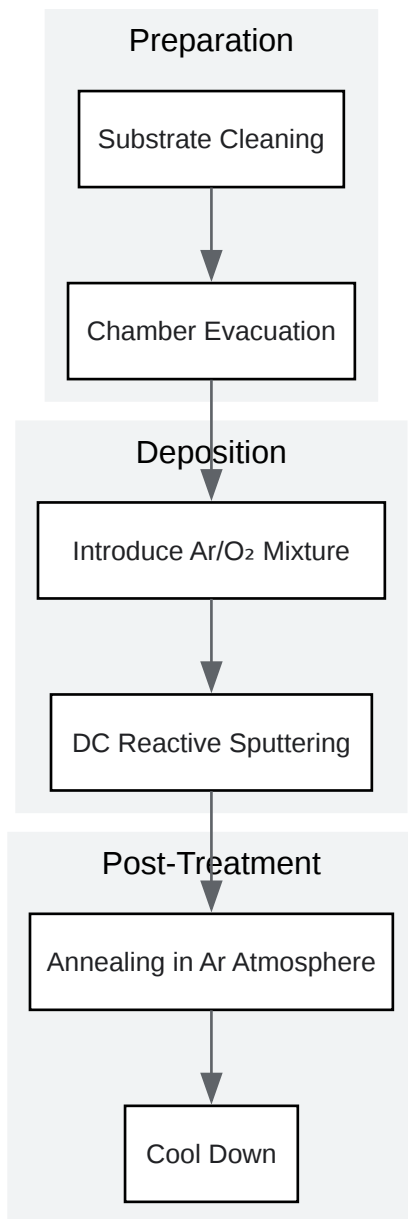 Preparation
Substrate Cleaning
Chamber Evacuation
Deposition
Introduce Ar/O₂ Mixture
DC Reactive Sputtering
Post-Treatment
Annealing in Ar Atmosphere
Cool Down